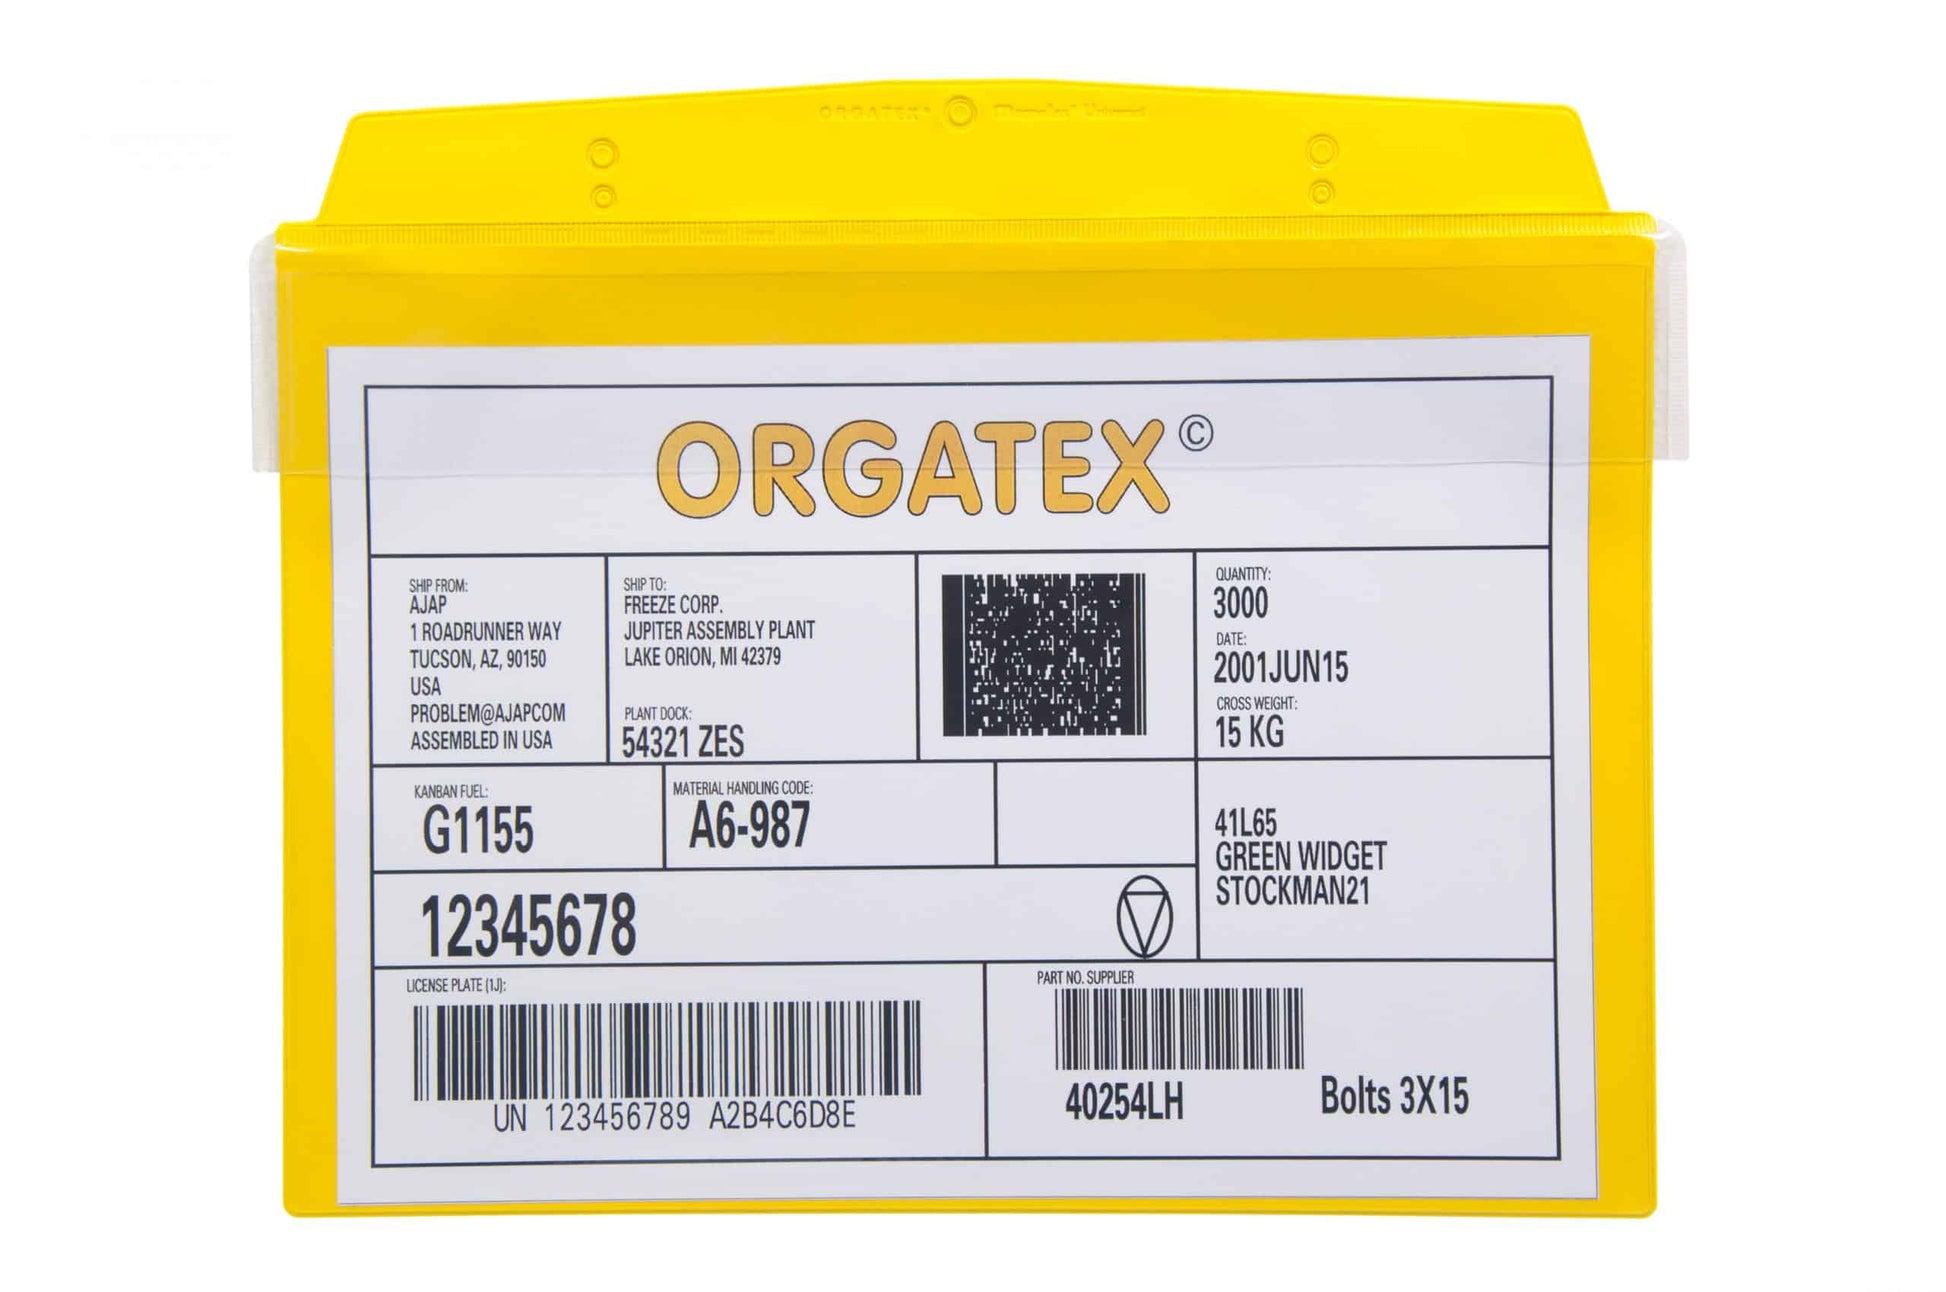 ORGATEX® Magnetox® Universal
ORGATEX©
SHIP FROM:
AJAP
1 ROADRUNNER WAY
TUCSON, AZ, 90150
USA
PROBLEM@AJAPCOM
ASSEMBLED IN USA
SHIP TO:
FREEZE CORP.
JUPITER ASSEMBLY PLANT
LAKE ORION, MI 42379
PLANT DOCK:
54321 ZES
QUANTITY:
3000
DATE:
2001JUN15
CROSS WEIGHT:
15 KG
KANBAN FUEL:
G1155
MATERIAL HANDLING CODE:
A6-987
41L65
GREEN WIDGET
STOCKMAN21
12345678
LICENSE PLATE (1J):
UN 123456789 A2B4C6D8E
PART NO. SUPPLIER
40254LH
Bolts 3X15